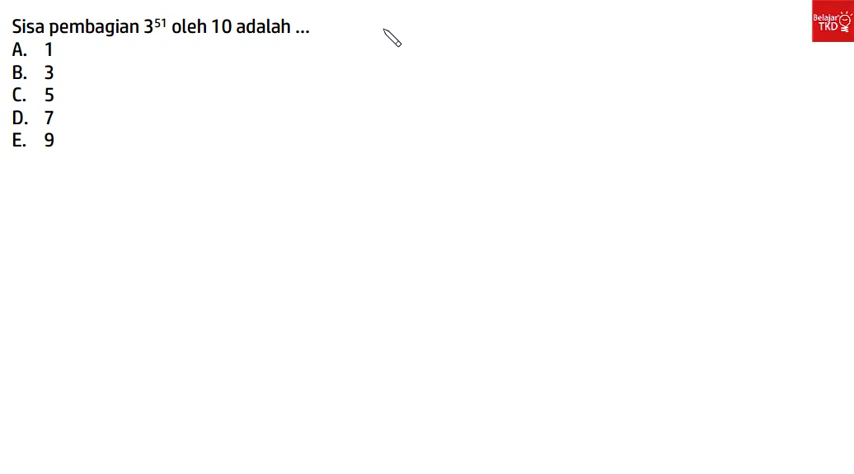 Sisa pembagian 3⁵¹ oleh 10 adalah ...
A. 1
B. 3
C. 5
D. 7
E. 9
Belajar
TKD